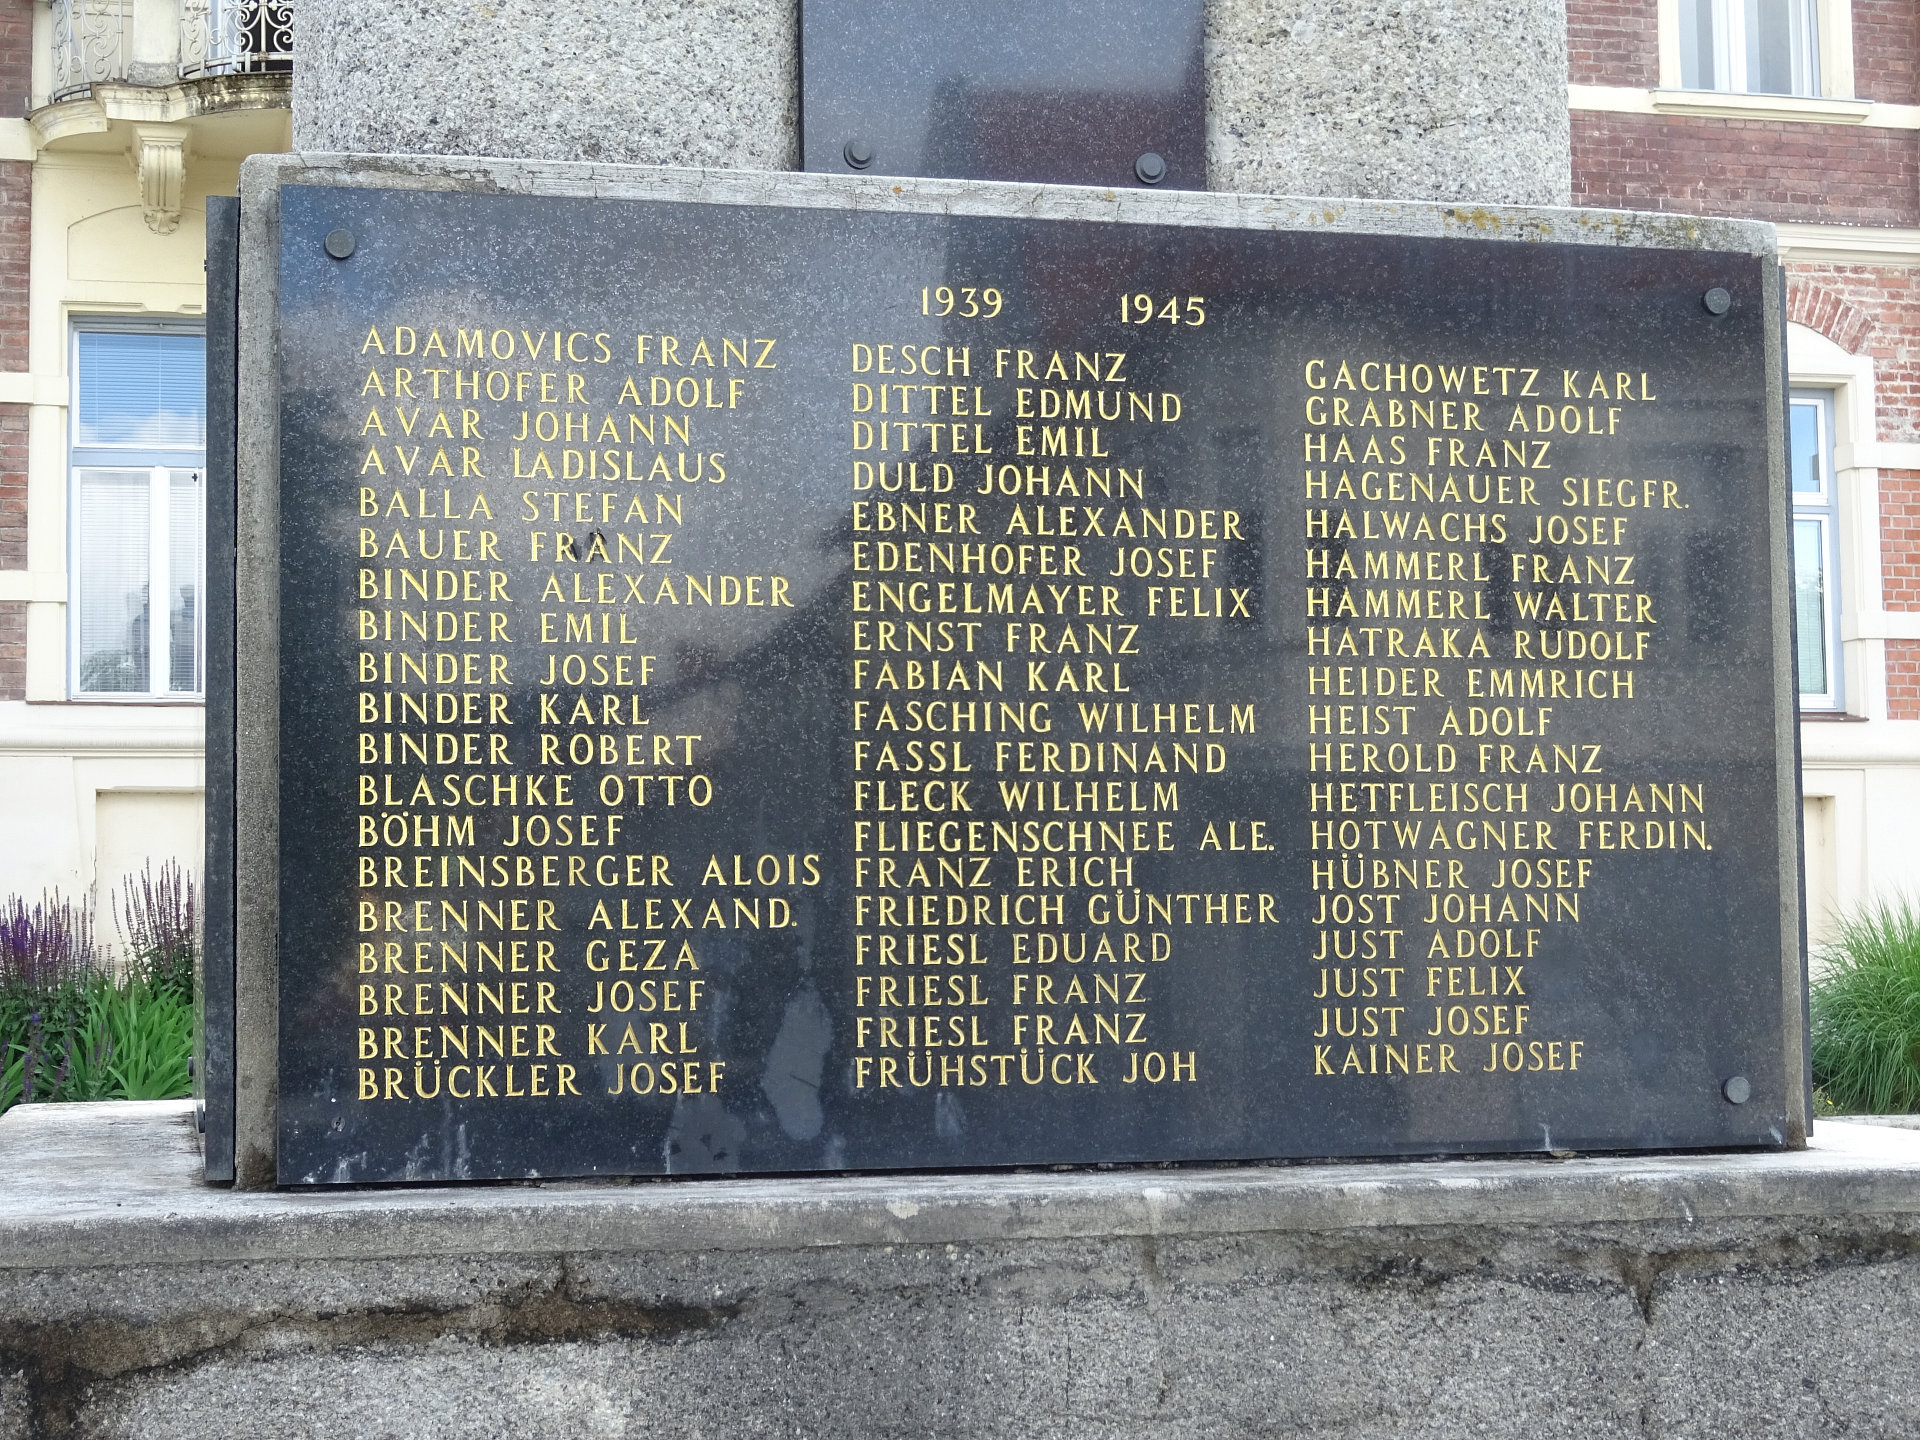 1939 1945
ADAMOVICS FRANZ
ARTHOFER ADOLF
AVAR JOHANN
AVAR LADISLAUS
BALLA STEFAN
BAUER FRANZ
BINDER ALEXANDER
BINDER EMIL
BINDER JOSEF
BINDER KARL
BINDER ROBERT
BLASCHKE OTTO
BÖHM JOSEF
BREINSBERGER ALOIS
BRENNER ALEXAND.
BRENNER GEZA
BRENNER JOSEF
BRENNER KARL
BRÜCKLER JOSEF
DESCH FRANZ
DITTEL EDMUND
DITTEL EMIL
DULD JOHANN
EBNER ALEXANDER
EDENHOFER JOSEF
ENGELMAYER FELIX
ERNST FRANZ
FABIAN KARL
FASCHING WILHELM
FASSL FERDINAND
FLECK WILHELM
FLIEGENSCHNEE ALE.
FRANZ ERICH
FRIEDRICH GÜNTHER
FRIESL EDUARD
FRIESL FRANZ
FRIESL FRANZ
FRÜHSTÜCK JOH
GACHOWETZ KARL
GRABNER ADOLF
HAAS FRANZ
HAGENAUER SIEGFR.
HALWACHS JOSEF
HAMMERL FRANZ
HAMMERL WALTER
HATRAKA RUDOLF
HEIDER EMMRICH
HEIST ADOLF
HEROLD FRANZ
HETFLEISCH JOHANN
HOTWAGNER FERDIN.
HÜBNER JOSEF
JOST JOHANN
JUST ADOLF
JUST FELIX
JUST JOSEF
KAINER JOSEF